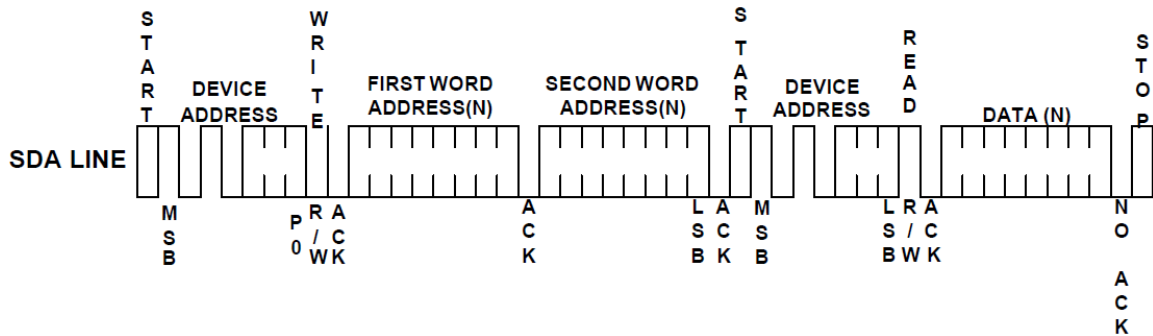 START
WRITE
START
READ
STOP
DEVICE
ADDRESS
FIRST WORD
ADDRESS(N)
SECOND WORD
ADDRESS(N)
DEVICE
ADDRESS
DATA (N)
SDA LINE
MSB
P0
R/W
ACK
ACK
LSB
ACK
MSB
LSB
R/W
ACK
NO ACK